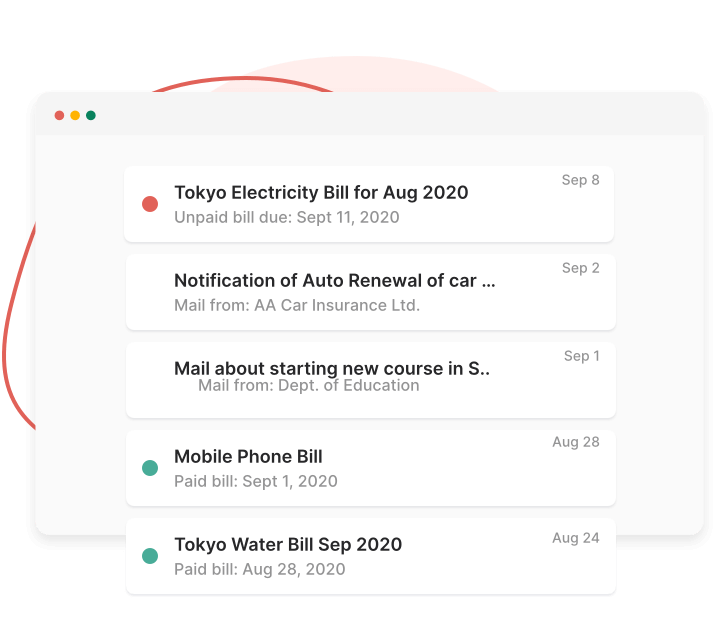 Tokyo Electricity Bill for Aug 2020
Sep 8
Unpaid bill due: Sept 11, 2020
Notification of Auto Renewal of car ...
Sep 2
Mail from: AA Car Insurance Ltd.
Mail about starting new course in S..
Sep 1
Mail from: Dept. of Education
Mobile Phone Bill
Aug 28
Paid bill: Sept 1, 2020
Tokyo Water Bill Sep 2020
Aug 24
Paid bill: Aug 28, 2020